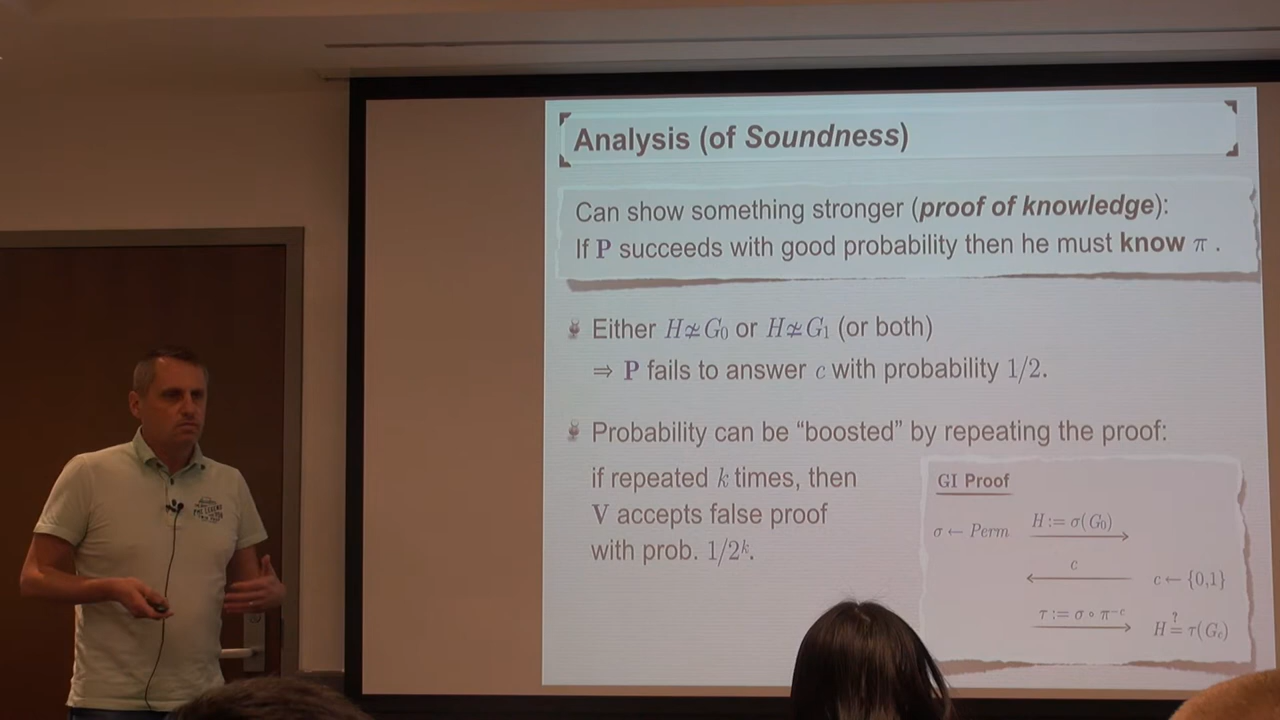 Analysis (of Soundness)
Can show something stronger (proof of knowledge):
If P succeeds with good probability then he must know π .
Either H≄G₀ or H≄G₁ (or both)
⇒ P fails to answer c with probability 1/2.
Probability can be “boosted” by repeating the proof:
if repeated k times, then
V accepts false proof
with prob. 1/2ᵏ.
GI Proof
σ ← Perm
H := σ(G₀)
c
c ← {0,1}
τ := σ ∘ π⁻ᶜ
H ≟ τ(G_c)